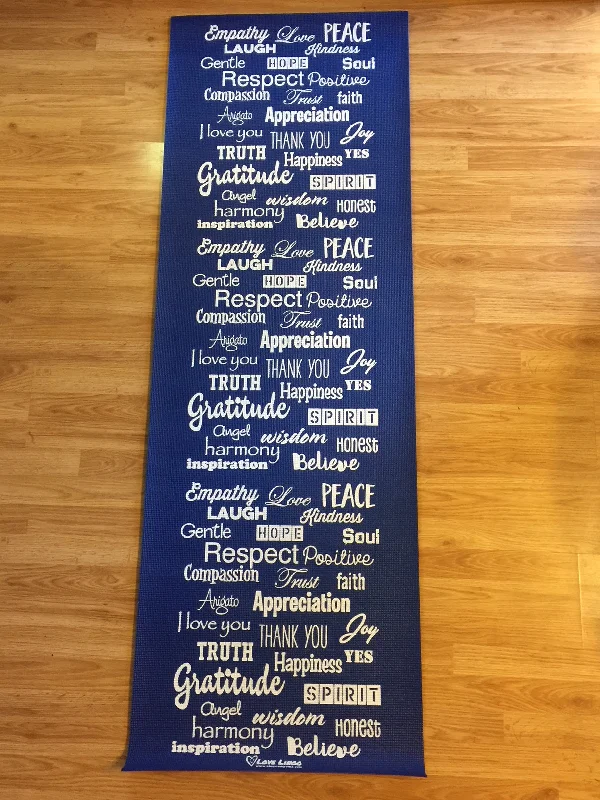 Empathy Love PEACE
LAUGH Kindness
Gentle HOPE Soul
Respect Positive
Compassion Trust faith
Arigato Appreciation
I love you THANK YOU Joy
TRUTH Happiness YES
Gratitude SPIRIT
Angel wisdom HONEST
harmony
inspiration Believe
Empathy Love PEACE
LAUGH Kindness
Gentle HOPE Soul
Respect Positive
Compassion Trust faith
Arigato Appreciation
I love you THANK YOU Joy
TRUTH Happiness YES
Gratitude SPIRIT
Angel wisdom HONEST
harmony
inspiration Believe
Empathy Love PEACE
LAUGH Kindness
Gentle HOPE Soul
Respect Positive
Compassion Trust faith
Arigato Appreciation
I love you THANK YOU Joy
TRUTH Happiness YES
Gratitude SPIRIT
Angel wisdom HONEST
harmony
inspiration Believe
LOVE LINES